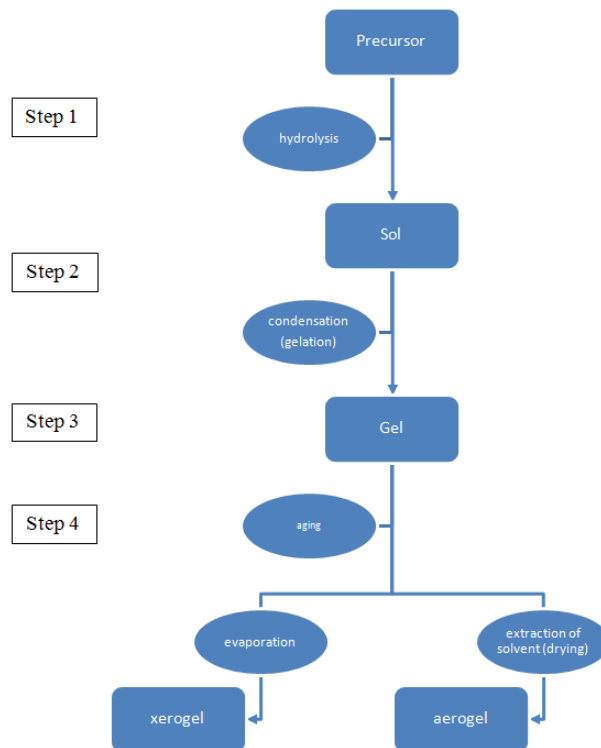 Precursor
Step 1
hydrolysis
Sol
Step 2
condensation
(gelation)
Step 3
Gel
Step 4
aging
evaporation
extraction of
solvent (drying)
xerogel
aerogel